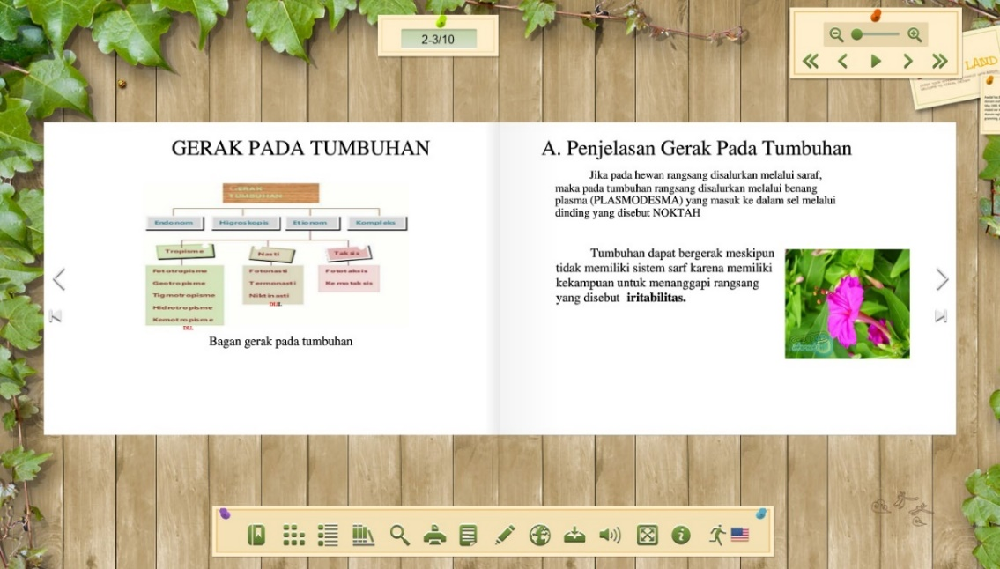 2-3/10
LAND
GERAK PADA TUMBUHAN
GERAK
TUMBUHAN
Endonom
Higroskopis
Etionom
Kompleks
Tropisme
Nasti
Taksis
Fototropisme
Geotropisme
Tigmotropisme
Hidrotropisme
Kemotropisme
DLL
Fotonasti
Termonasti
Niktinasti
DLL
Fototaksis
Kemotaksis
Bagan gerak pada tumbuhan
A. Penjelasan Gerak Pada Tumbuhan
Jika pada hewan rangsang disalurkan melalui saraf,
maka pada tumbuhan rangsang disalurkan melalui benang
plasma (PLASMODESMA) yang masuk ke dalam sel melalui
dinding yang disebut NOKTAH
Tumbuhan dapat bergerak meskipun
tidak memiliki sistem sarf karena memiliki
kekampuan untuk menanggapi rangsang
yang disebut iritabilitas.